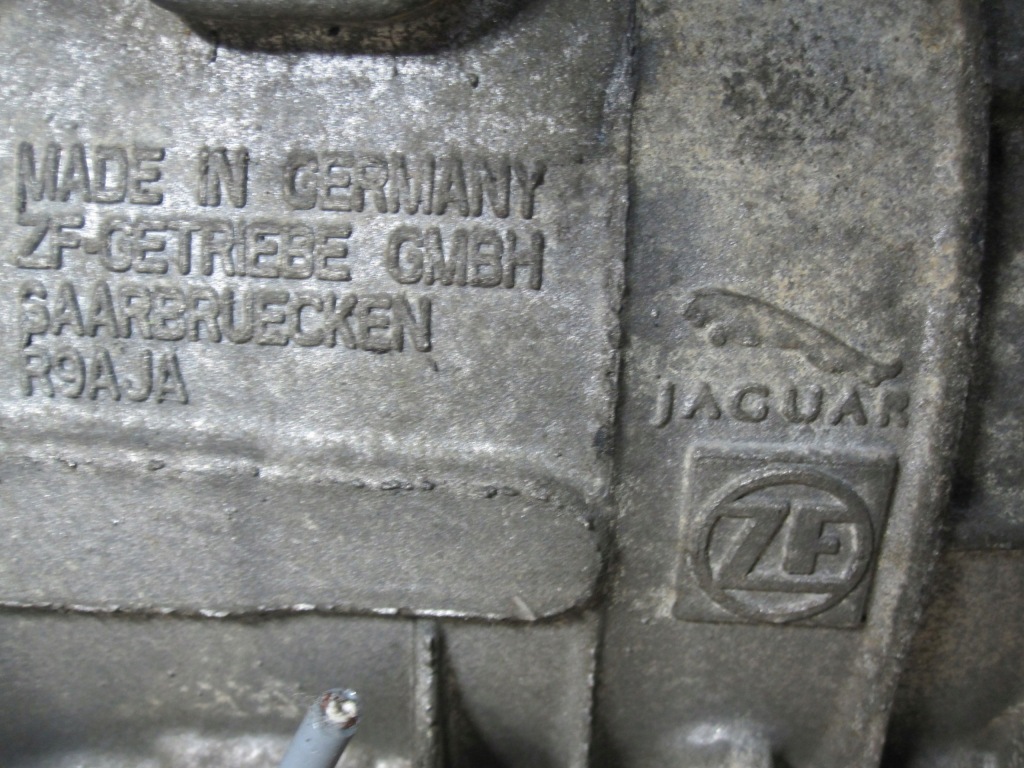 MADE IN GERMANY
ZF-GETRIEBE GMBH
SAARBRUECKEN
R9AJA
JAGUAR
ZF